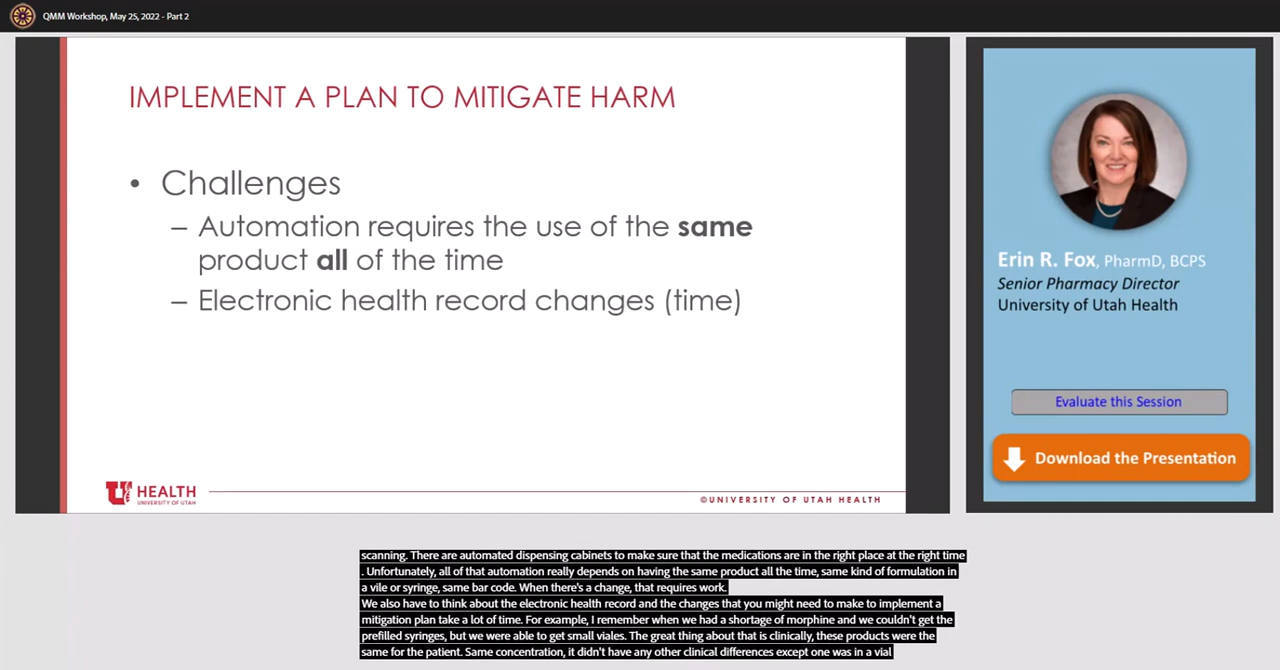 QMM Workshop, May 25, 2022 - Part 2
IMPLEMENT A PLAN TO MITIGATE HARM
• Challenges
– Automation requires the use of the same
product all of the time
– Electronic health record changes (time)
U HEALTH
UNIVERSITY OF UTAH
©UNIVERSITY OF UTAH HEALTH
Erin R. Fox, PharmD, BCPS
Senior Pharmacy Director
University of Utah Health
Evaluate this Session
Download the Presentation
scanning. There are automated dispensing cabinets to make sure that the medications are in the right place at the right time
. Unfortunately, all of that automation really depends on having the same product all the time, same kind of formulation in
a vile or syringe, same bar code. When there's a change, that requires work.
We also have to think about the electronic health record and the changes that you might need to make to implement a
mitigation plan take a lot of time. For example, I remember when we had a shortage of morphine and we couldn't get the
prefilled syringes, but we were able to get small viales. The great thing about that is clinically, these products were the
same for the patient. Same concentration, it didn't have any other clinical differences except one was in a vial